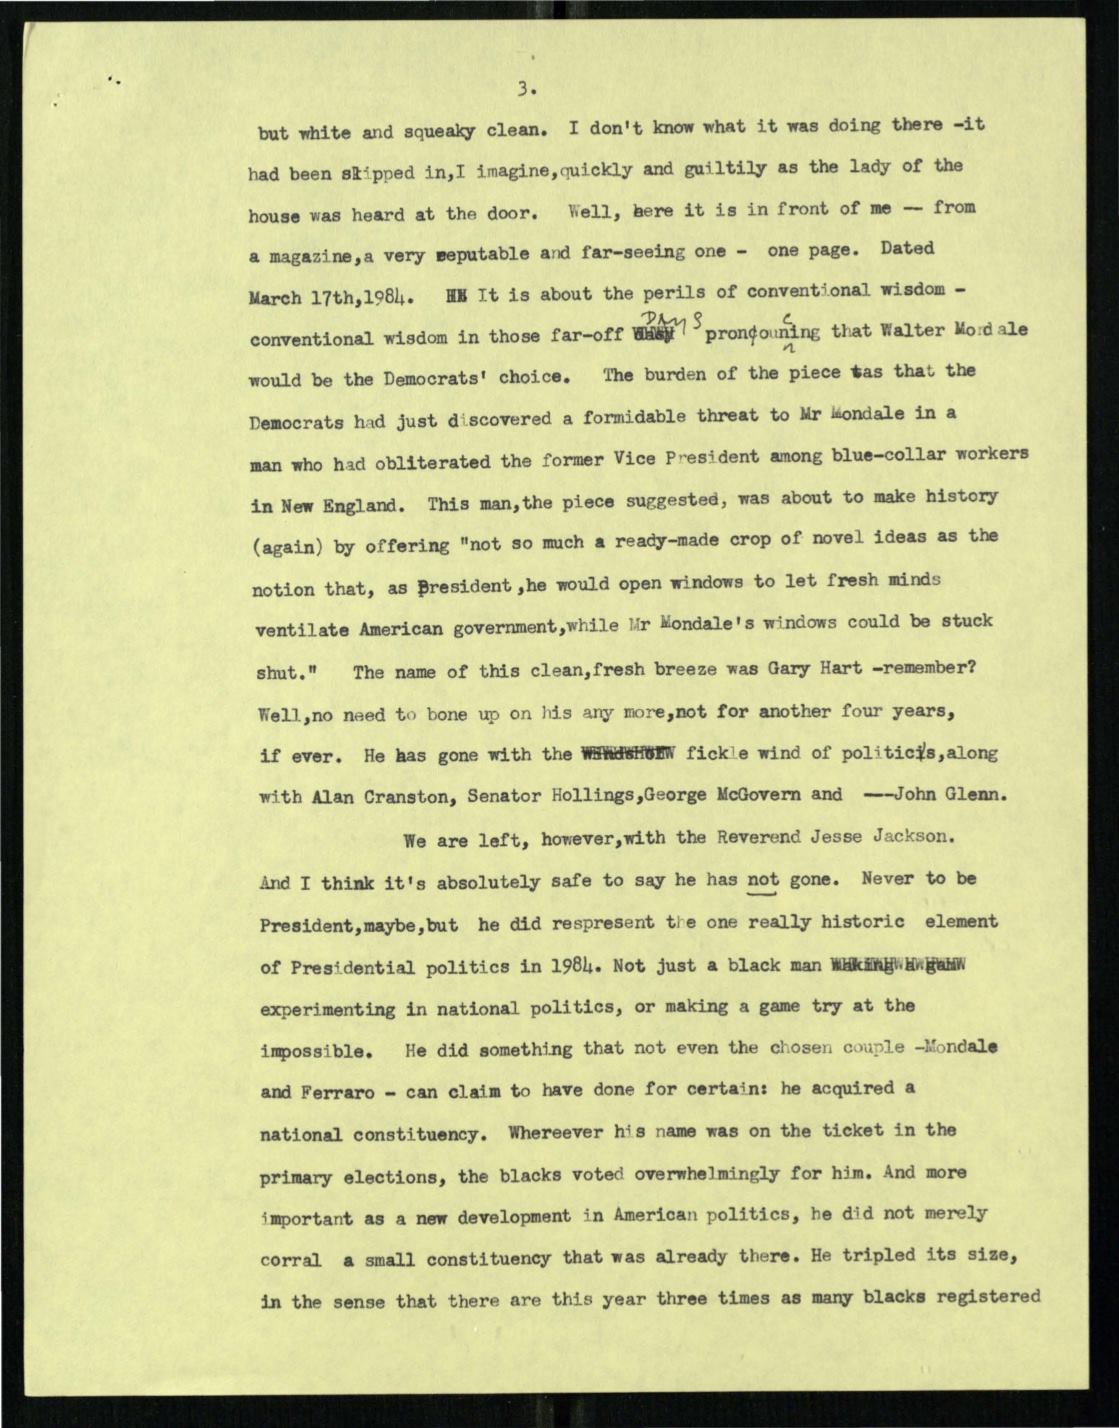 3.
but white and squeaky clean. I don't know what it was doing there -it
had been slipped in,I imagine,quickly and guiltily as the lady of the
house was heard at the door. Well, here it is in front of me -- from
a magazine,a very reputable and far-seeing one - one page. Dated
March 17th,1984. It is about the perils of conventional wisdom -
conventional wisdom in those far-off DAYS pronouncing that Walter Mondale
would be the Democrats' choice. The burden of the piece was that the
Democrats had just discovered a formidable threat to Mr Mondale in a
man who had obliterated the former Vice President among blue-collar workers
in New England. This man,the piece suggested, was about to make history
(again) by offering "not so much a ready-made crop of novel ideas as the
notion that, as President ,he would open windows to let fresh minds
ventilate American government,while Mr Mondale's windows could be stuck
shut." The name of this clean,fresh breeze was Gary Hart -remember?
Well,no need to bone up on his any more,not for another four years,
if ever. He has gone with the fickle wind of politics,along
with Alan Cranston, Senator Hollings,George McGovern and ---John Glenn.
We are left, however,with the Reverend Jesse Jackson.
And I think it's absolutely safe to say he has not gone. Never to be
President,maybe,but he did respresent the one really historic element
of Presidential politics in 1984. Not just a black man
experimenting in national politics, or making a game try at the
impossible. He did something that not even the chosen couple -Mondale
and Ferraro - can claim to have done for certain: he acquired a
national constituency. Whereever his name was on the ticket in the
primary elections, the blacks voted overwhelmingly for him. And more
important as a new development in American politics, he did not merely
corral a small constituency that was already there. He tripled its size,
in the sense that there are this year three times as many blacks registered